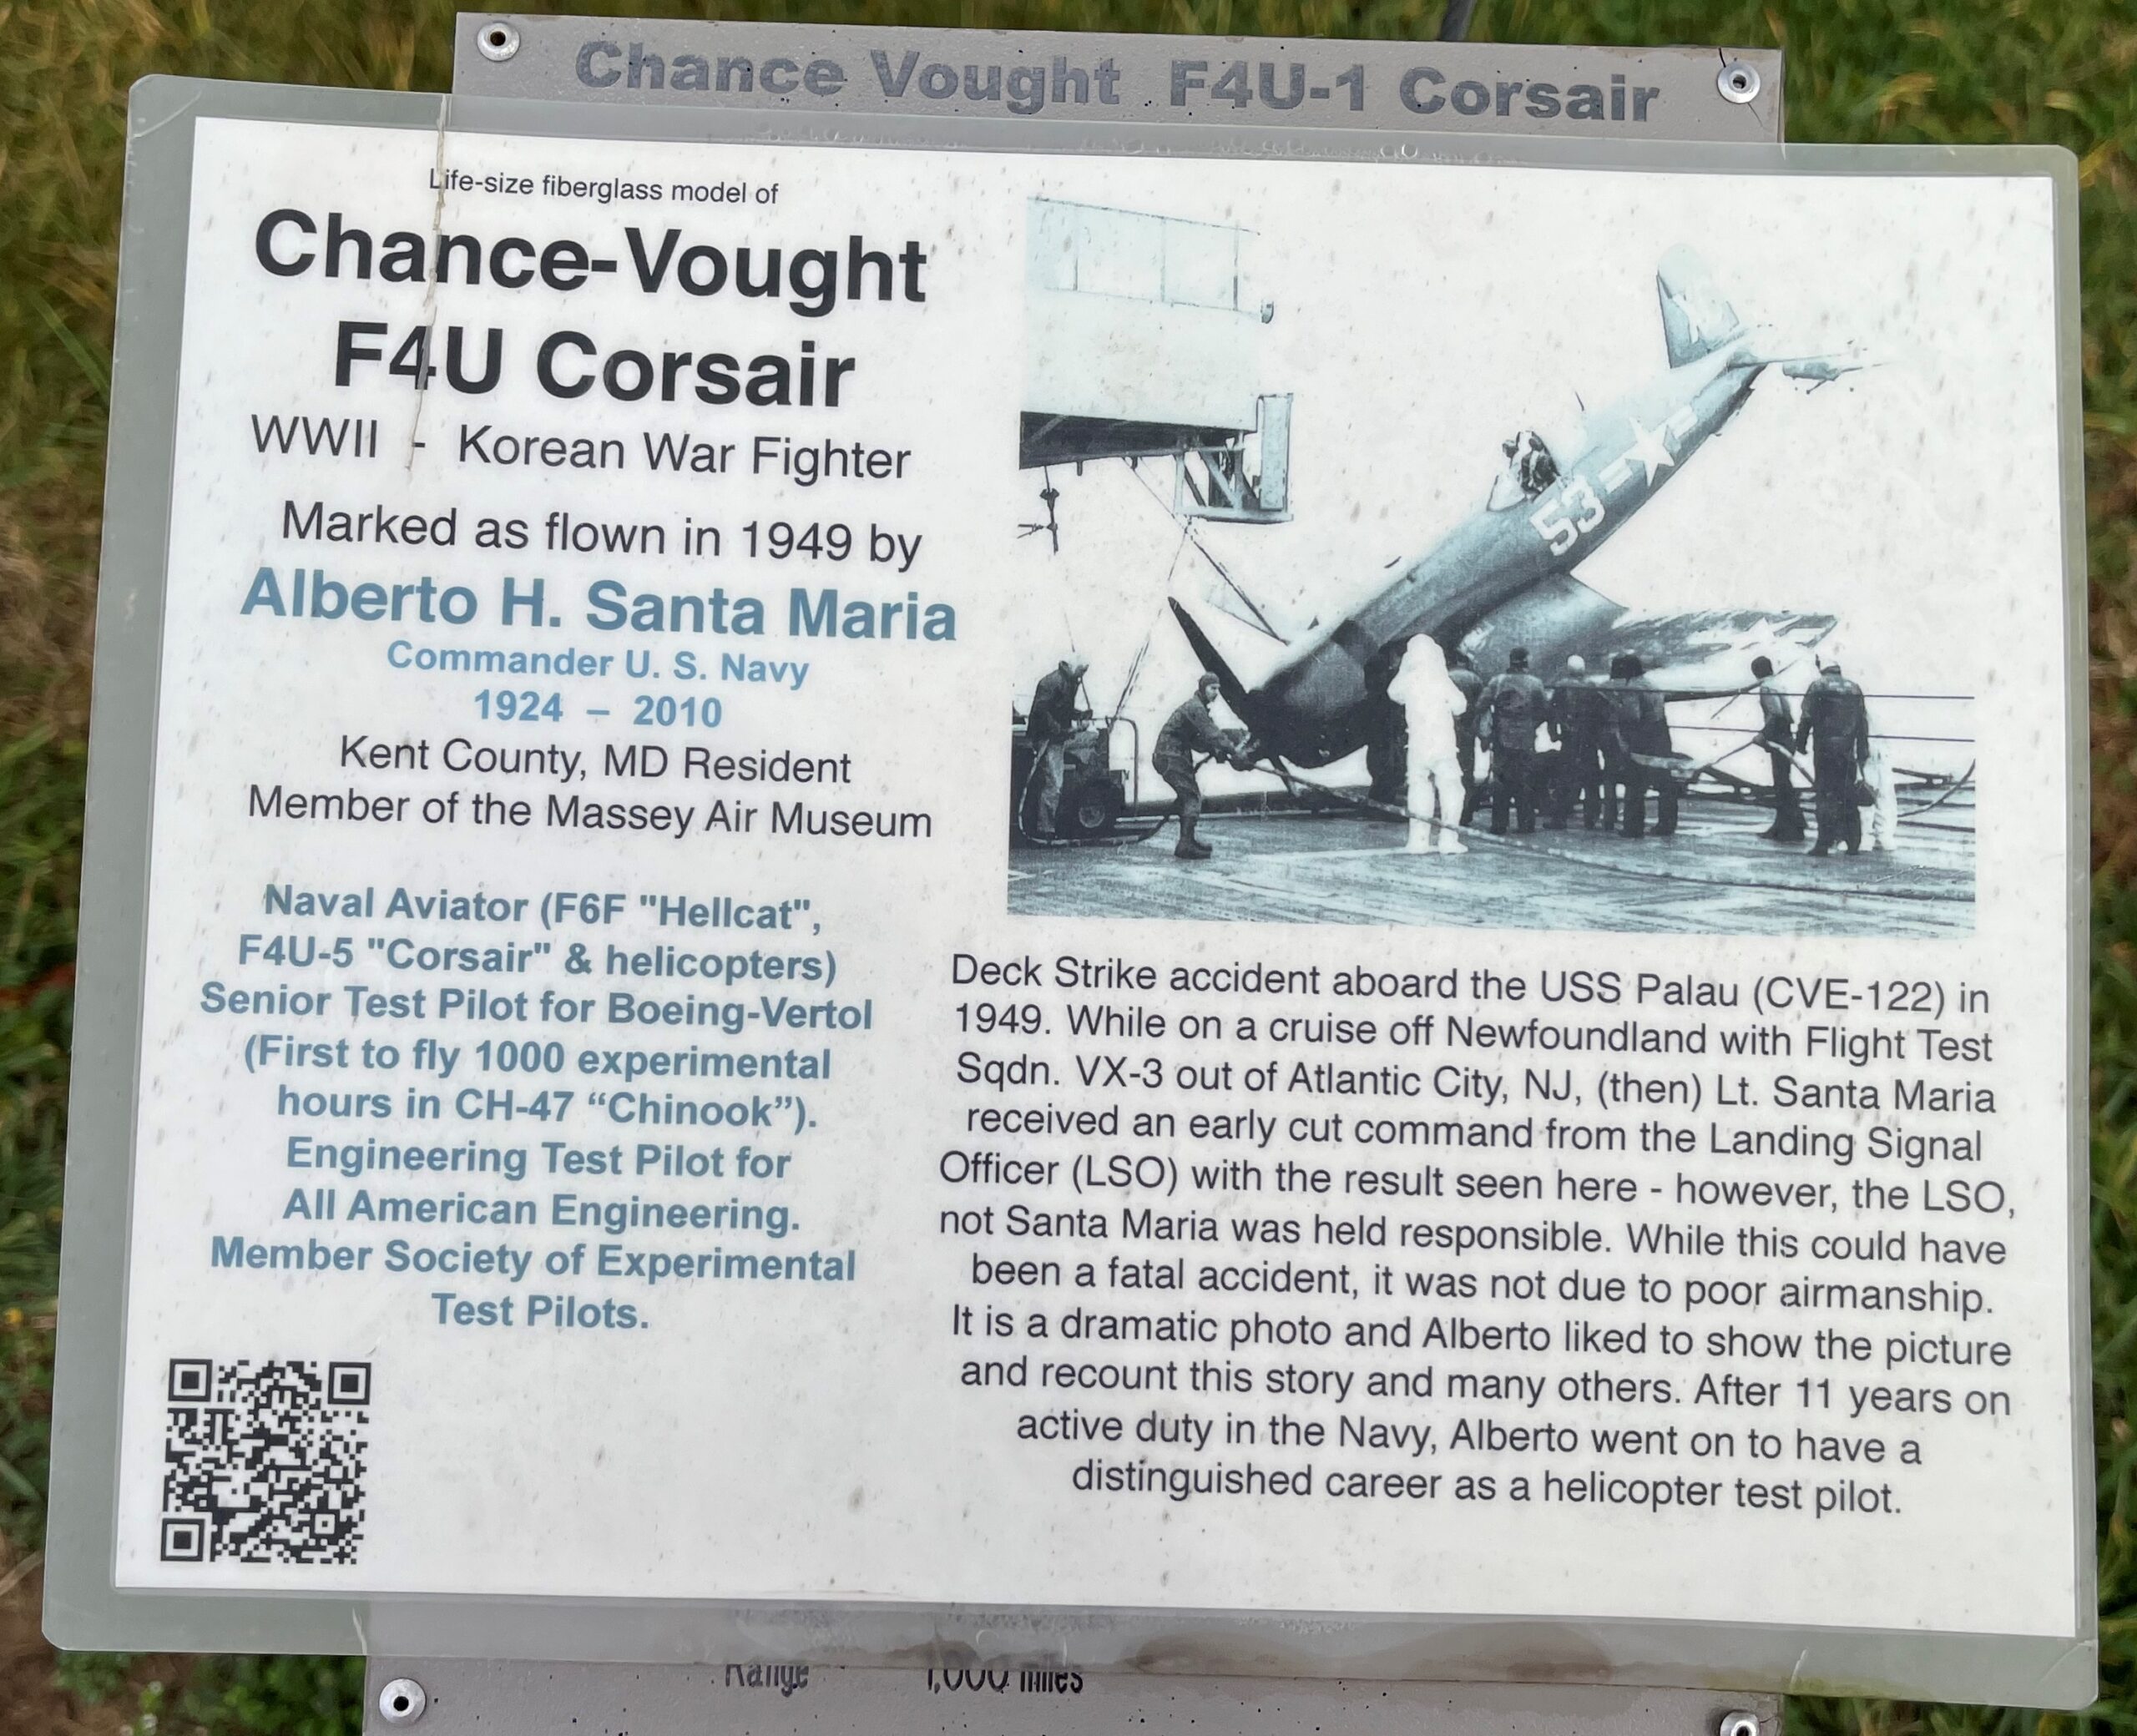 Chance Vought F4U-1 Corsair
Life-size fiberglass model of
Chance-Vought
F4U Corsair
WWII - Korean War Fighter
Marked as flown in 1949 by
Alberto H. Santa Maria
Commander U. S. Navy
1924 – 2010
Kent County, MD Resident
Member of the Massey Air Museum
Naval Aviator (F6F "Hellcat",
F4U-5 "Corsair" & helicopters)
Senior Test Pilot for Boeing-Vertol
(First to fly 1000 experimental
hours in CH-47 “Chinook”).
Engineering Test Pilot for
All American Engineering.
Member Society of Experimental
Test Pilots.
53
Deck Strike accident aboard the USS Palau (CVE-122) in
1949. While on a cruise off Newfoundland with Flight Test
Sqdn. VX-3 out of Atlantic City, NJ, (then) Lt. Santa Maria
received an early cut command from the Landing Signal
Officer (LSO) with the result seen here - however, the LSO,
not Santa Maria was held responsible. While this could have
been a fatal accident, it was not due to poor airmanship.
It is a dramatic photo and Alberto liked to show the picture
and recount this story and many others. After 11 years on
active duty in the Navy, Alberto went on to have a
distinguished career as a helicopter test pilot.
Range 1,000 miles